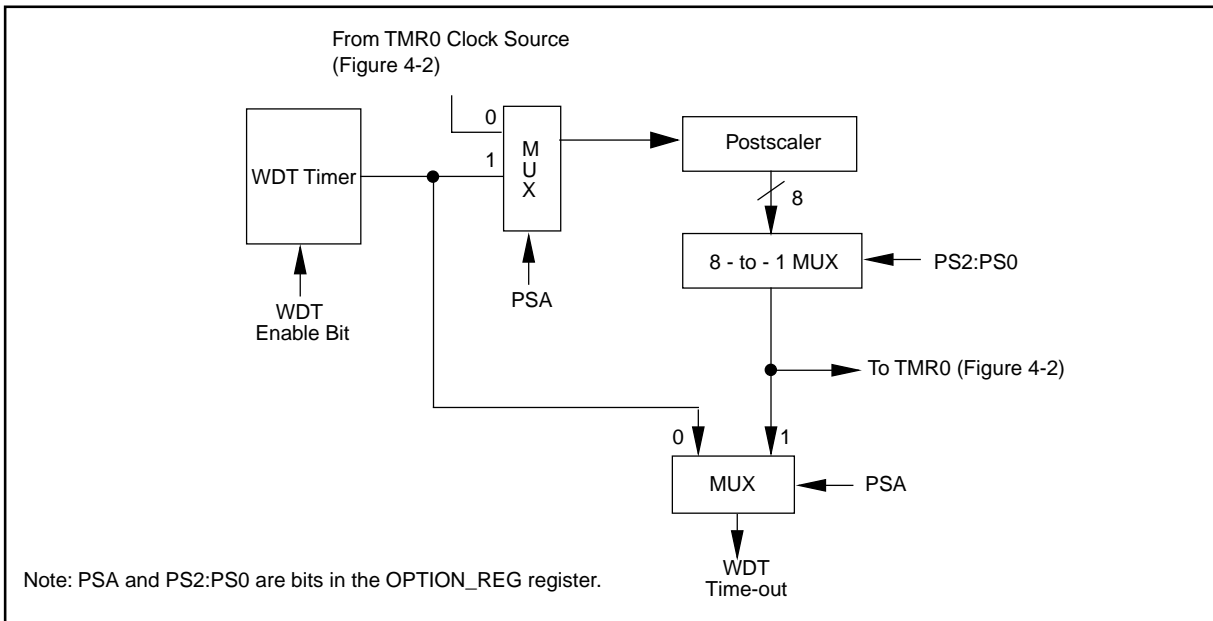 From TMR0 Clock Source
(Figure 4-2)
0
1
M
U
X
WDT Timer
Postscaler
8
8 - to - 1 MUX
PS2:PS0
PSA
WDT
Enable Bit
To TMR0 (Figure 4-2)
0
1
MUX
PSA
WDT
Time-out
Note: PSA and PS2:PS0 are bits in the OPTION_REG register.